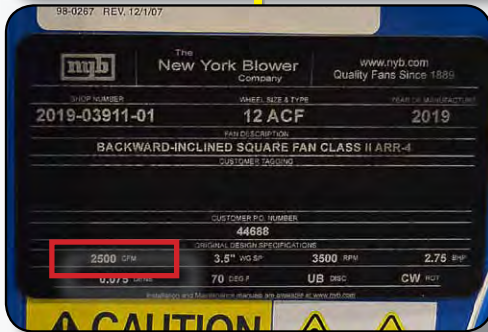 98-0267 REV, 12/1/07
nyb
The
New York Blower
Company
www.nyb.com
Quality Fans Since 1889
SHOP NUMBER WHEEL SIZE & TYPE YEAR OF MANUFACTURE
2019-03911-01 12 ACF 2019
FAN DESCRIPTION
BACKWARD-INCLINED SQUARE FAN CLASS II ARR-4
CUSTOMER TAGGING
CUSTOMER P.O. NUMBER
44688
ORIGINAL DESIGN SPECIFICATIONS
2500 CFM 3.5" WG SP 3500 RPM 2.75 BHP
0.075 DENS 70 DEG F UB DISC CW ROT
Installation and Maintenance manuals are available at www.nyb.com
CAUTION